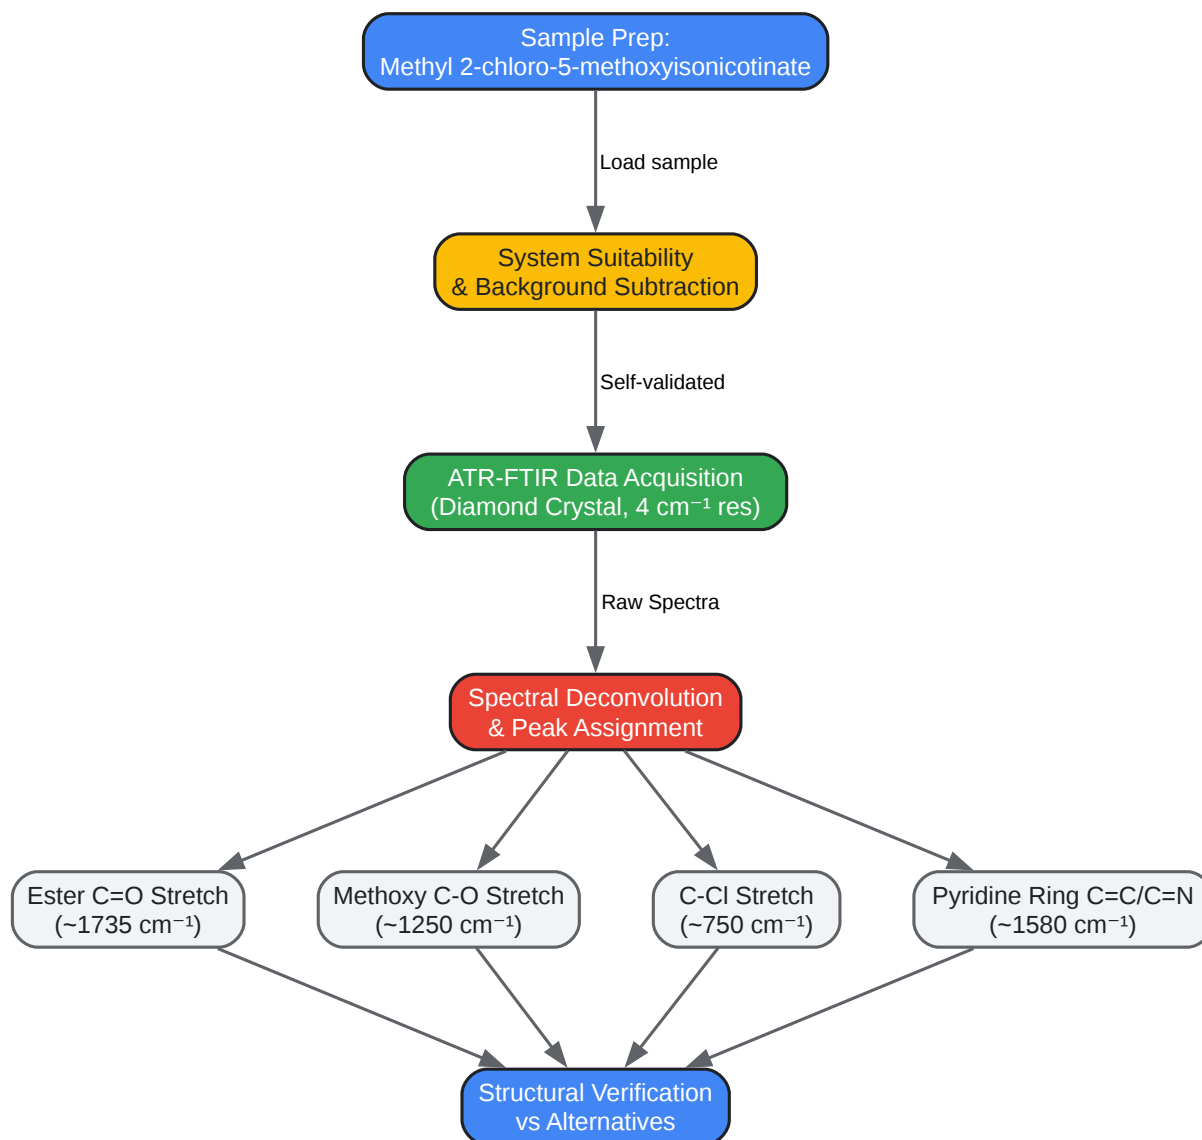 Sample Prep:
Methyl 2-chloro-5-methoxyisonicotinate
Load sample
System Suitability
& Background Subtraction
Self-validated
ATR-FTIR Data Acquisition
(Diamond Crystal, 4 cm⁻¹ res)
Raw Spectra
Spectral Deconvolution
& Peak Assignment
Ester C=O Stretch
(~1735 cm⁻¹)
Methoxy C-O Stretch
(~1250 cm⁻¹)
C-Cl Stretch
(~750 cm⁻¹)
Pyridine Ring C=C/C=N
(~1580 cm⁻¹)
Structural Verification
vs Alternatives